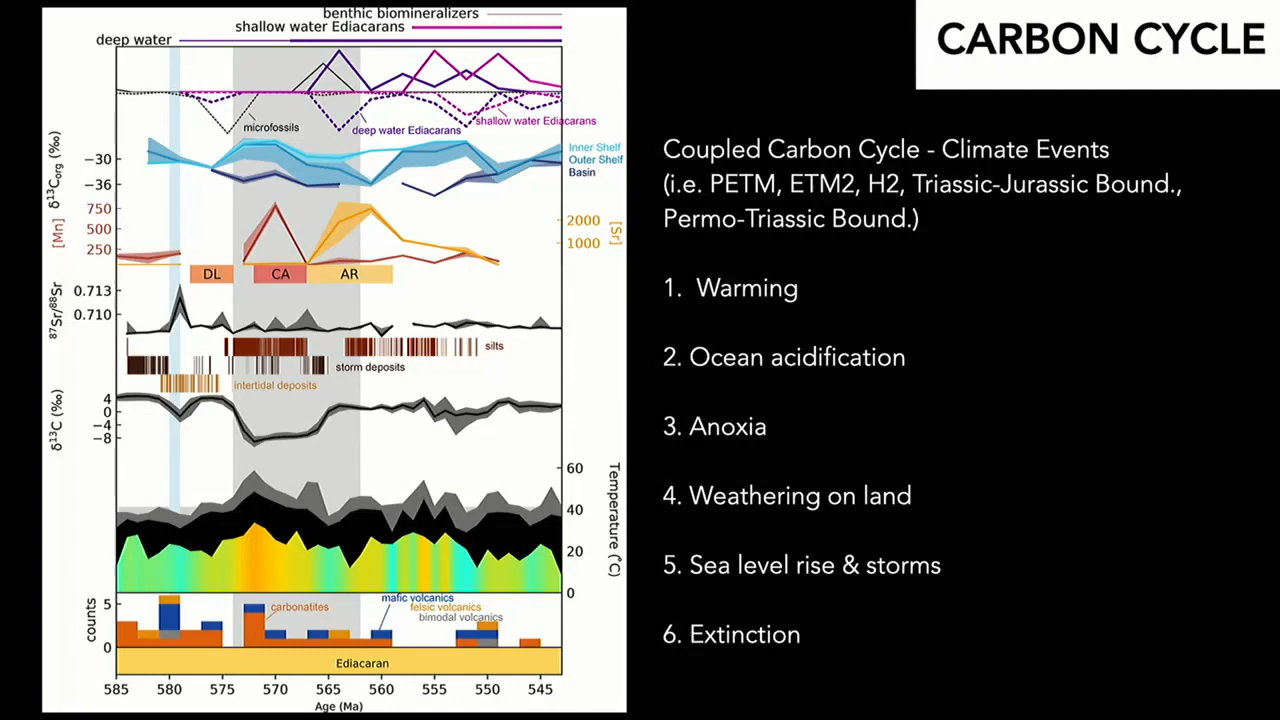 benthic biomineralizers
shallow water Ediacarans
deep water
microfossils
deep water Ediacarans
shallow water Ediacarans
δ¹³Corg (‰)
−30
−36
Inner Shelf
Outer Shelf
Basin
[Mn]
750
500
250
2000
1000
[Sr]
DL
CA
AR
⁸⁷Sr/⁸⁸Sr
0.713
0.710
silts
storm deposits
intertidal deposits
δ¹³C (‰)
4
0
−4
−8
60
40
20
0
Temperature (°C)
counts
5
0
carbonatites
mafic volcanics
felsic volcanics
bimodal volcanics
Ediacaran
585 580 575 570 565 560 555 550 545
Age (Ma)
CARBON CYCLE
Coupled Carbon Cycle - Climate Events
(i.e. PETM, ETM2, H2, Triassic-Jurassic Bound.,
Permo-Triassic Bound.)
1. Warming
2. Ocean acidification
3. Anoxia
4. Weathering on land
5. Sea level rise & storms
6. Extinction